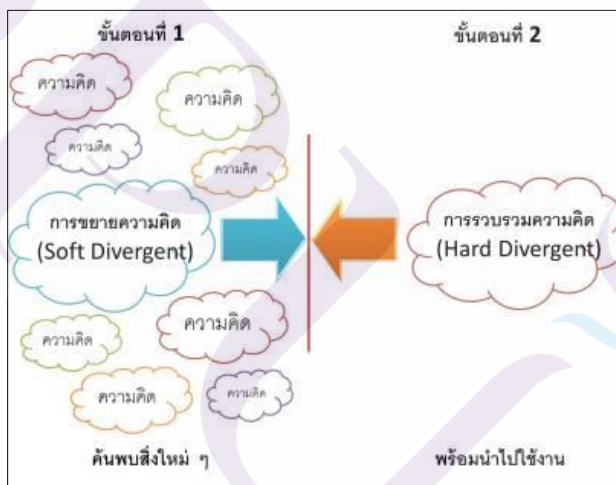 ขั้นตอนที่ 1
ขั้นตอนที่ 2
ความคิด
ความคิด
ความคิด
ความคิด
การขยายความคิด
(Soft Divergent)
การรวบรวมความคิด
(Hard Divergent)
ความคิด
ความคิด
ความคิด
ความคิด
ค้นพบสิ่งใหม่ ๆ
พร้อมนำไปใช้งาน